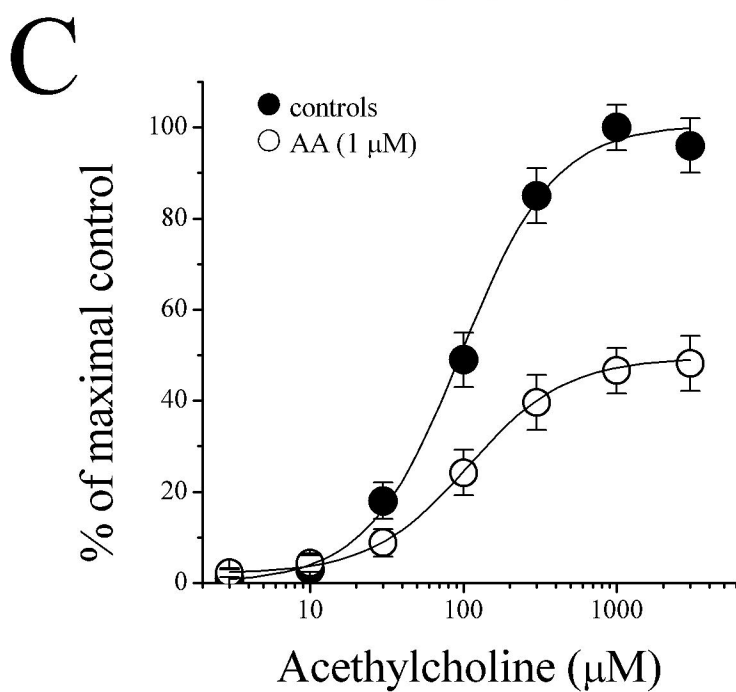 C
controls
AA (1 μM)
100
80
60
40
20
0
% of maximal control
10
100
1000
Acethylcholine (μM)